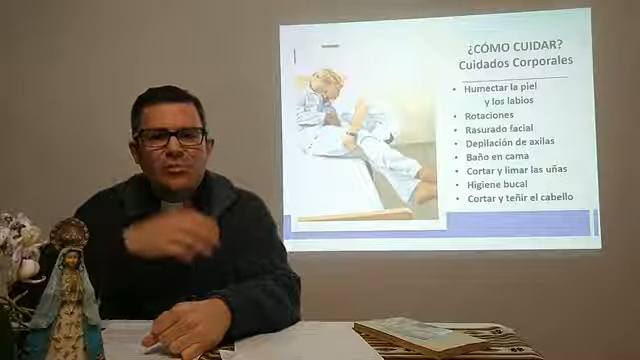 ¿CÓMO CUIDAR?
Cuidados Corporales
• Humectar la piel
y los labios
• Rotaciones
• Rasurado facial
• Depilación de axilas
• Baño en cama
• Cortar y limar las uñas
• Higiene bucal
• Cortar y teñir el cabello